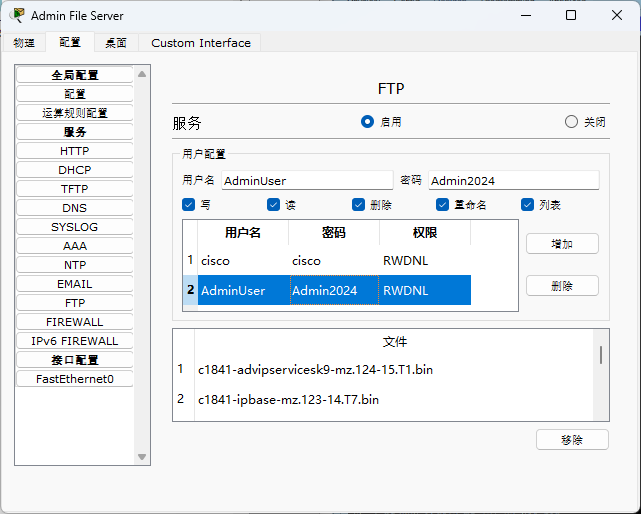 Admin File Server
物理 配置 桌面 Custom Interface
全局配置
配置
运算规则配置
服务
HTTP
DHCP
TFTP
DNS
SYSLOG
AAA
NTP
EMAIL
FTP
FIREWALL
IPv6 FIREWALL
接口配置
FastEthernet0
FTP
服务 启用 关闭
用户配置
用户名 AdminUser 密码 Admin2024
写 读 删除 重命名 列表
用户名 密码 权限
1 cisco cisco RWDNL
2 AdminUser Admin2024 RWDNL
增加
删除
文件
1 c1841-advipservicesk9-mz.124-15.T1.bin
2 c1841-ipbase-mz.123-14.T7.bin
移除